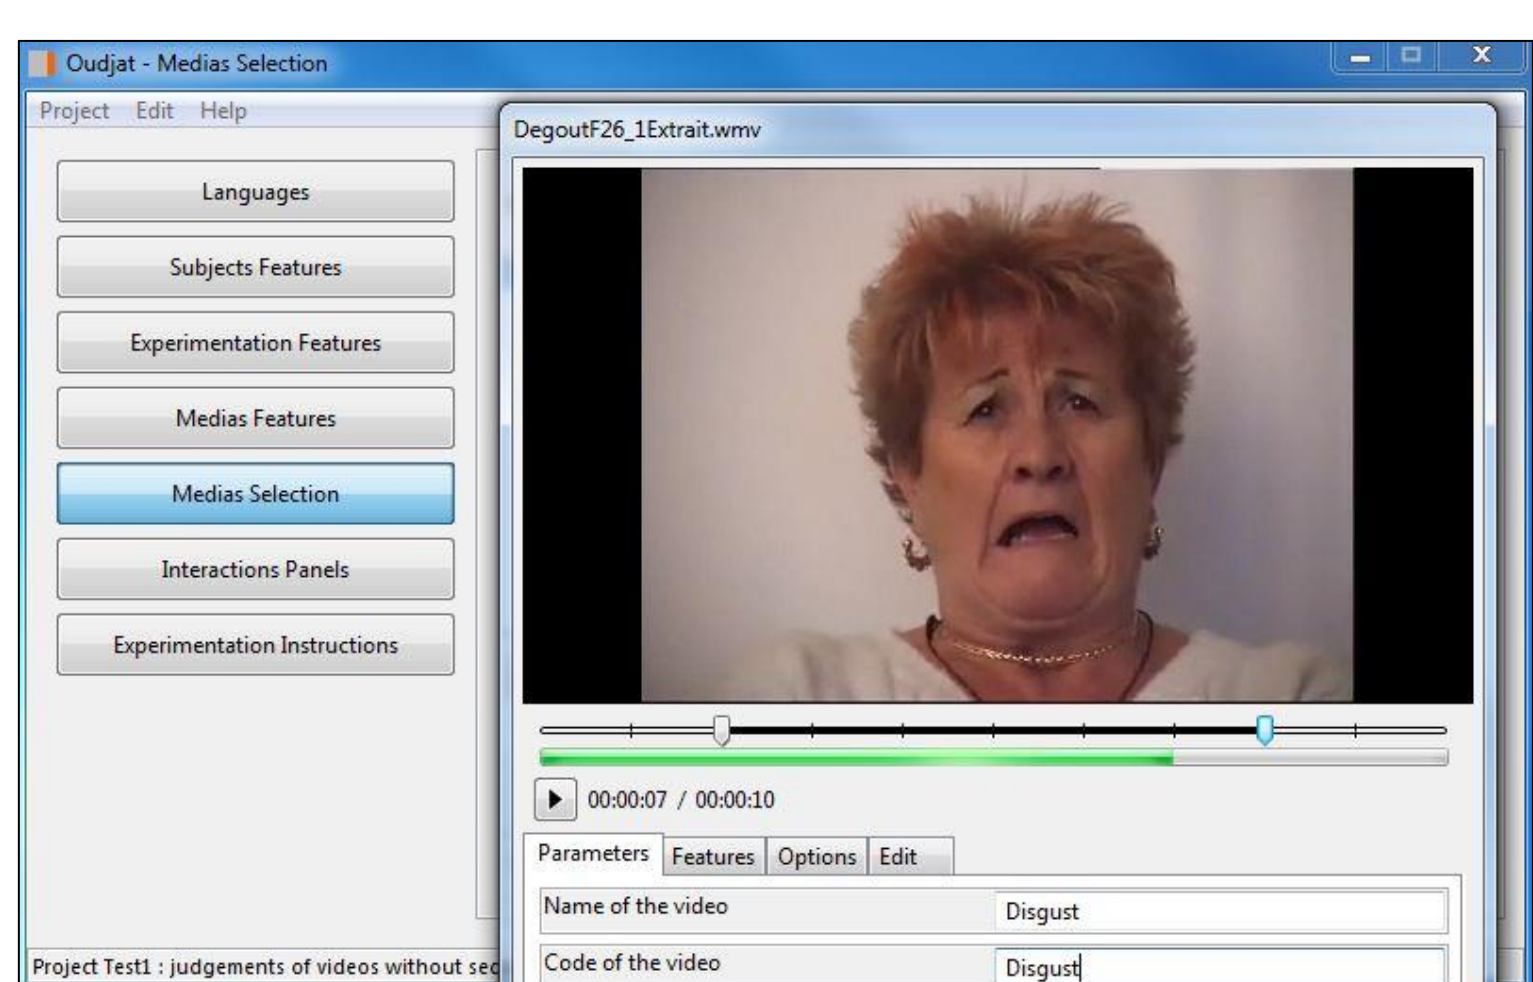 Oudjat - Medias Selection
Project Edit Help
DegoutF26_1Extrait.wmv
Languages
Subjects Features
Experimentation Features
Medias Features
Medias Selection
Interactions Panels
Experimentation Instructions
00:00:07 / 00:00:10
Parameters Features Options Edit
Name of the video Disgust
Code of the video Disgust
Project Test1 : judgements of videos without sec